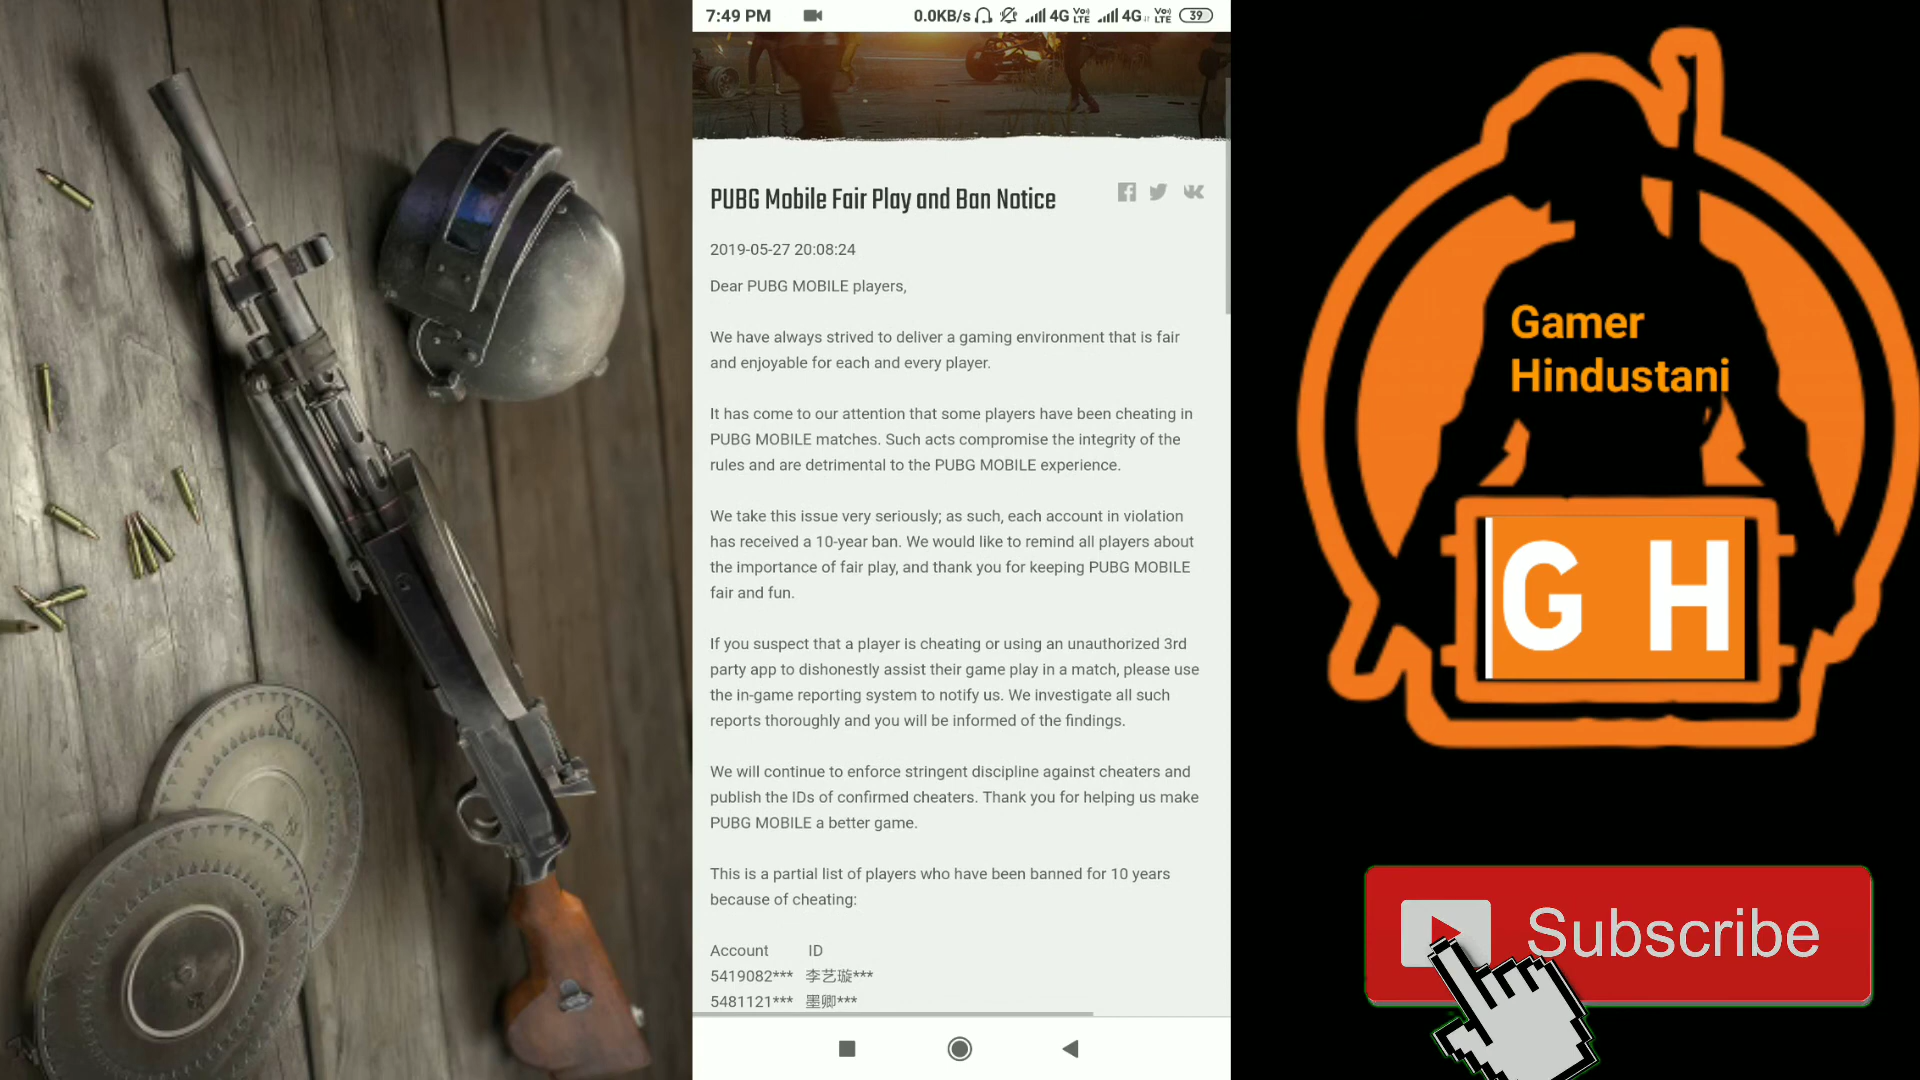 7:49 PM
0.0KB/s 4G VoLTE 4G VoLTE 39
PUBG Mobile Fair Play and Ban Notice
2019-05-27 20:08:24
Dear PUBG MOBILE players,
We have always strived to deliver a gaming environment that is fair
and enjoyable for each and every player.
It has come to our attention that some players have been cheating in
PUBG MOBILE matches. Such acts compromise the integrity of the
rules and are detrimental to the PUBG MOBILE experience.
We take this issue very seriously; as such, each account in violation
has received a 10-year ban. We would like to remind all players about
the importance of fair play, and thank you for keeping PUBG MOBILE
fair and fun.
If you suspect that a player is cheating or using an unauthorized 3rd
party app to dishonestly assist their game play in a match, please use
the in-game reporting system to notify us. We investigate all such
reports thoroughly and you will be informed of the findings.
We will continue to enforce stringent discipline against cheaters and
publish the IDs of confirmed cheaters. Thank you for helping us make
PUBG MOBILE a better game.
This is a partial list of players who have been banned for 10 years
because of cheating:
Account ID
5419082*** 李艺璇***
5481121*** 墨卿***
Gamer
Hindustani
G H
Subscribe